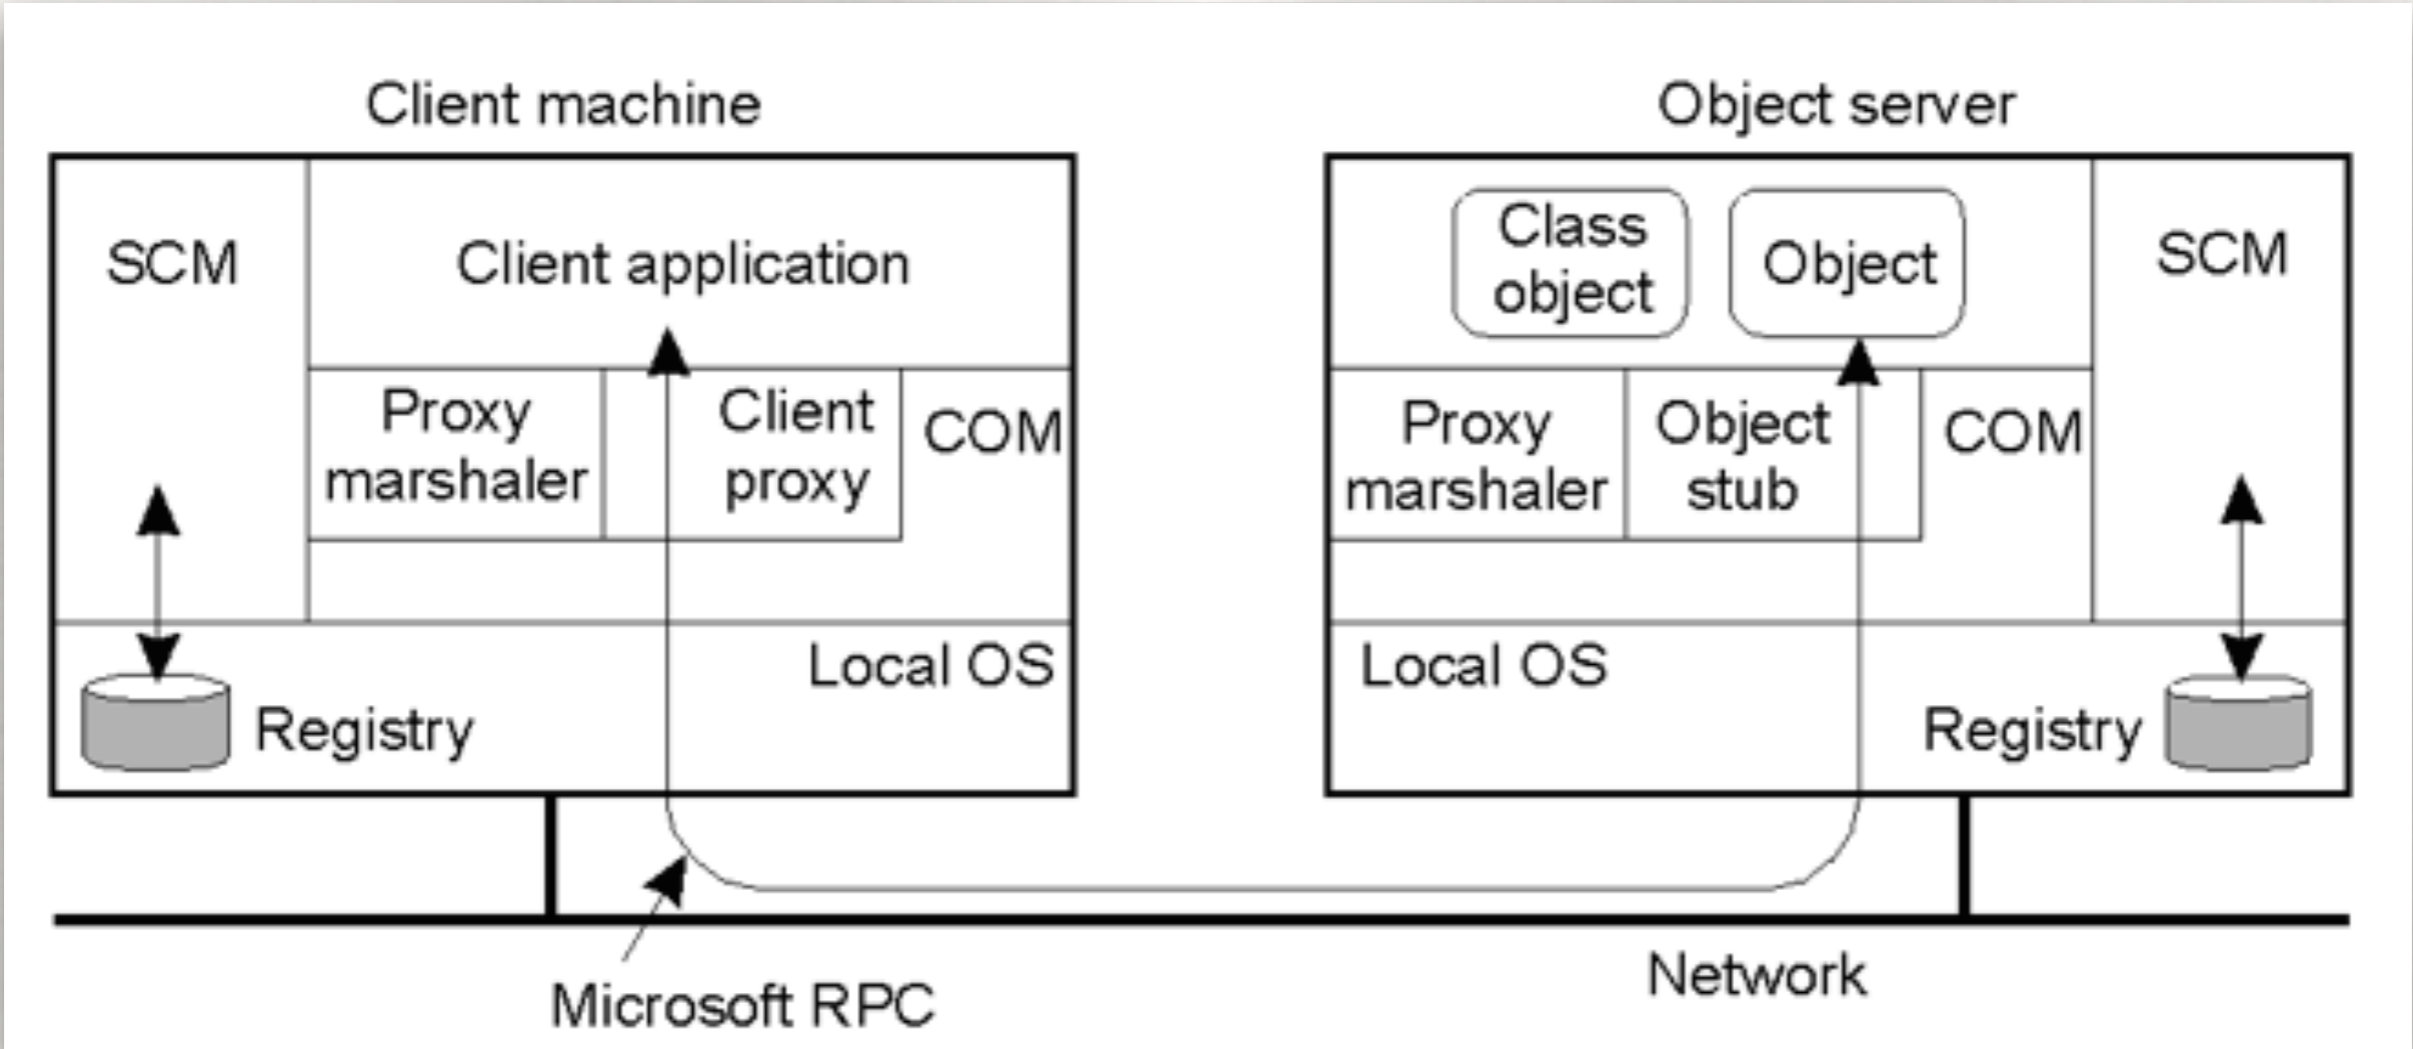 Client machine
SCM
Client application
Proxy
marshaler
Client
proxy
COM
Local OS
Registry
Object server
Class
object
Object
SCM
Proxy
marshaler
Object
stub
COM
Local OS
Registry
Microsoft RPC
Network